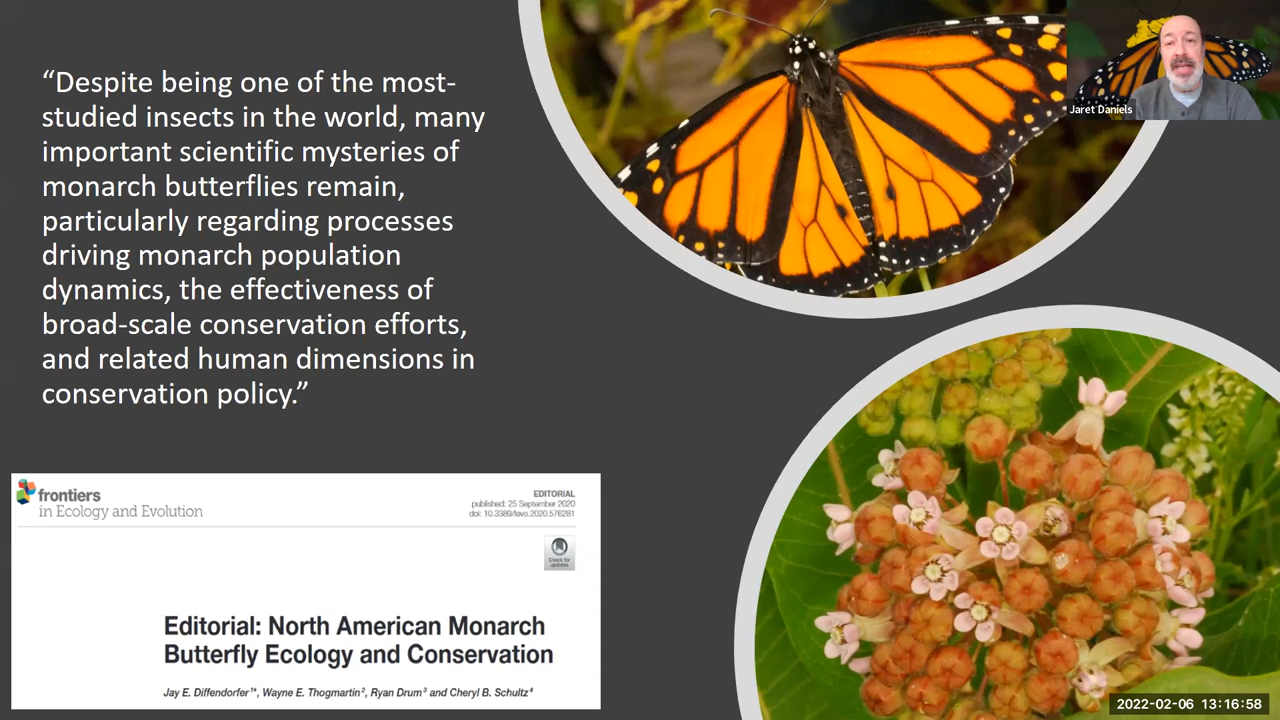 “Despite being one of the most-
studied insects in the world, many
important scientific mysteries of
monarch butterflies remain,
particularly regarding processes
driving monarch population
dynamics, the effectiveness of
broad-scale conservation efforts,
and related human dimensions in
conservation policy.”
Jaret Daniels
frontiers
in Ecology and Evolution
EDITORIAL
published: 25 September 2020
doi: 10.3389/fevo.2020.576281
Check for
updates
Editorial: North American Monarch
Butterfly Ecology and Conservation
Jay E. Diffendorfer 1*, Wayne E. Thogmartin 2, Ryan Drum 3 and Cheryl B. Schultz 4
2022-02-06 13:16:58